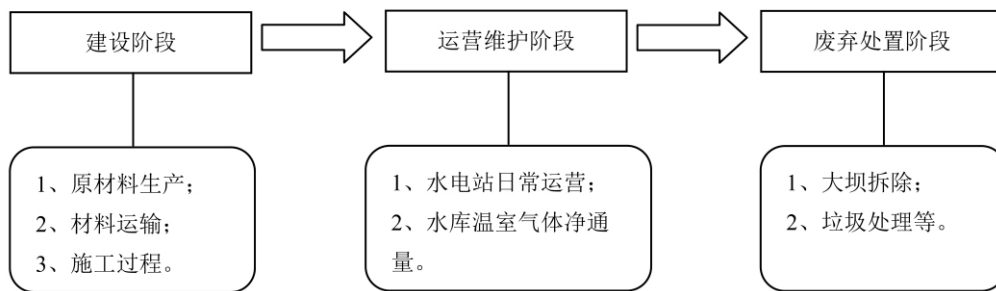 建设阶段
运营维护阶段
废弃处置阶段
1、原材料生产；
2、材料运输；
3、施工过程。
1、水电站日常运营；
2、水库温室气体净通
量。
1、大坝拆除；
2、垃圾处理等。